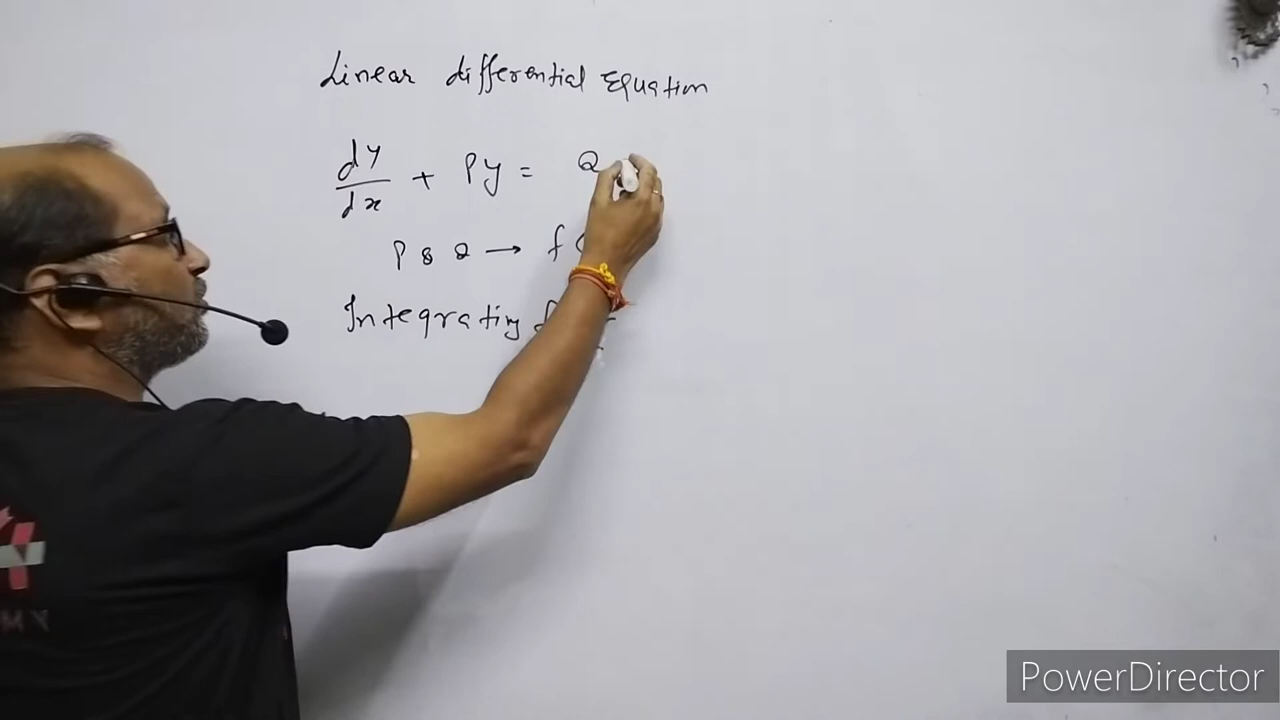 Linear differential Equation
dy/dx + Py = Q
P & Q → f
Integrating
PowerDirector